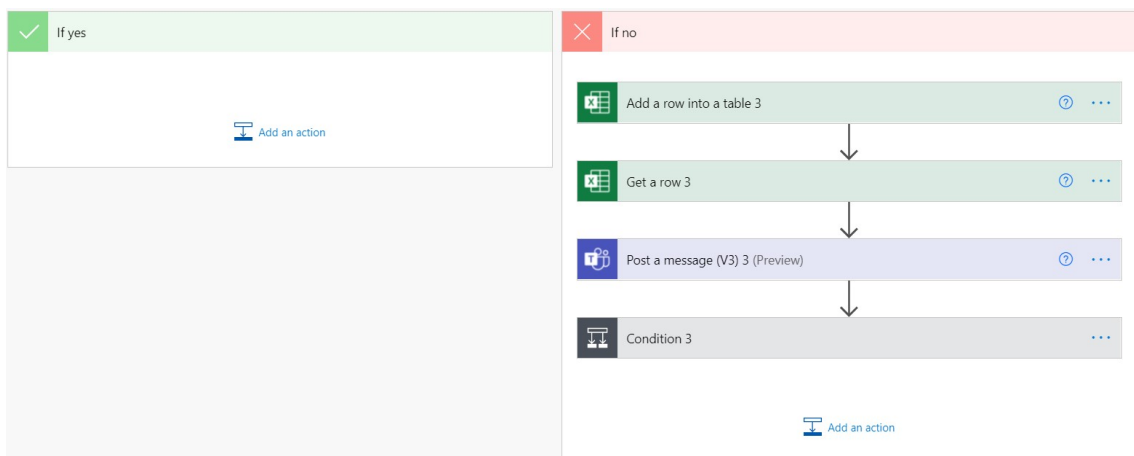 If yes
Add an action
If no
Add a row into a table 3
Get a row 3
Post a message (V3) 3 (Preview)
Condition 3
Add an action